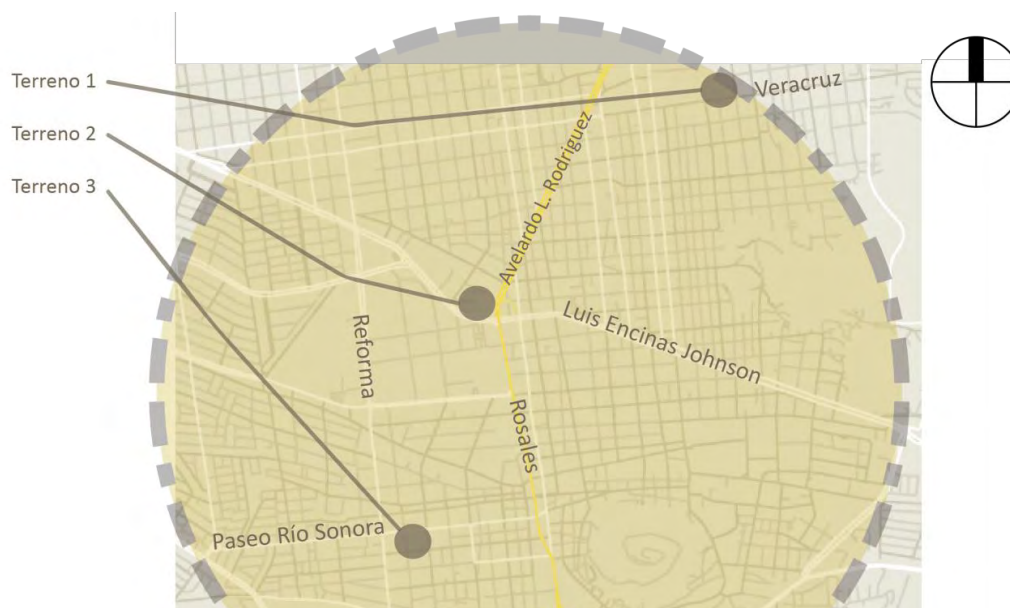 Terreno 1
Terreno 2
Terreno 3
Veracruz
Avelardo L. Rodriguez
Luis Encinas Johnson
Reforma
Rosales
Paseo Río Sonora